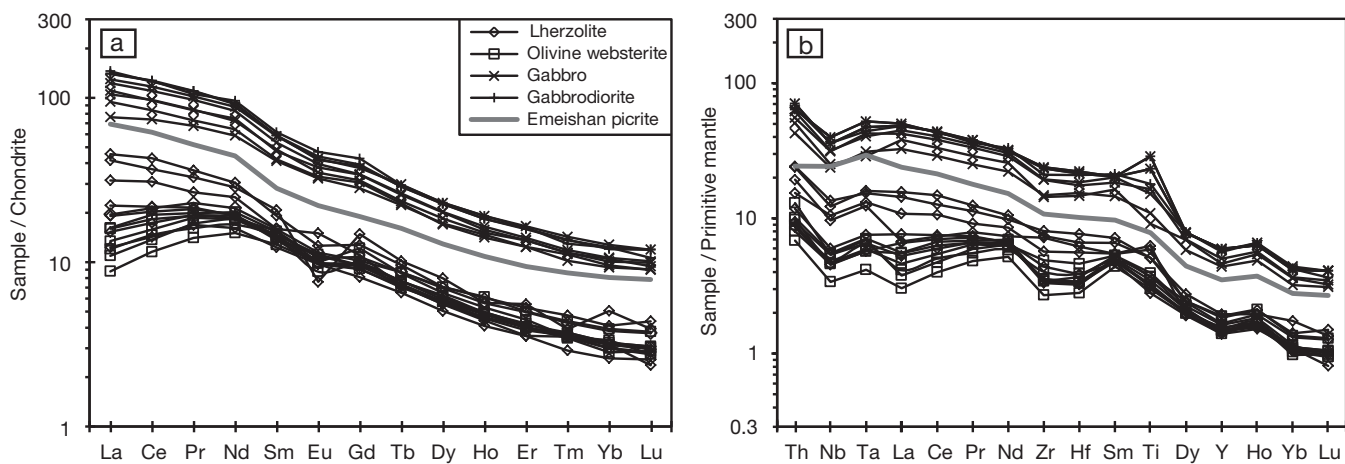 a
Sample / Chondrite
300
100
10
1
La Ce Pr Nd Sm Eu Gd Tb Dy Ho Er Tm Yb Lu
Lherzolite
Olivine websterite
Gabbro
Gabbrodiorite
Emeishan picrite
b
Sample / Primitive mantle
300
100
10
1
0.3
Th Nb Ta La Ce Pr Nd Zr Hf Sm Ti Dy Y Ho Yb Lu